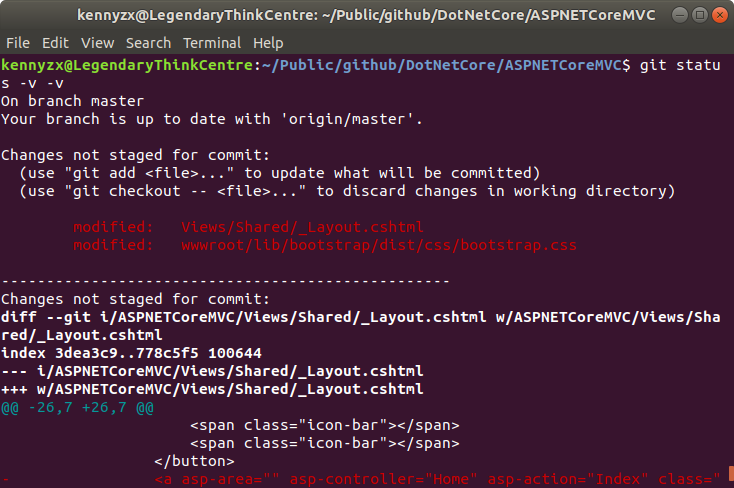 kennyzx@LegendaryThinkCentre: ~/Public/github/DotNetCore/ASPNETCoreMVC
File Edit View Search Terminal Help
kennyzx@LegendaryThinkCentre:~/Public/github/DotNetCore/ASPNETCoreMVC$ git statu
s -v -v
On branch master
Your branch is up to date with 'origin/master'.
Changes not staged for commit:
  (use "git add <file>..." to update what will be committed)
  (use "git checkout -- <file>..." to discard changes in working directory)
        modified:   Views/Shared/_Layout.cshtml
        modified:   wwwroot/lib/bootstrap/dist/css/bootstrap.css
--------------------------------------------------
Changes not staged for commit:
diff --git i/ASPNETCoreMVC/Views/Shared/_Layout.cshtml w/ASPNETCoreMVC/Views/Sha
red/_Layout.cshtml
index 3dea3c9..778c5f5 100644
--- i/ASPNETCoreMVC/Views/Shared/_Layout.cshtml
+++ w/ASPNETCoreMVC/Views/Shared/_Layout.cshtml
@@ -26,7 +26,7 @@
                     <span class="icon-bar"></span>
                     <span class="icon-bar"></span>
                 </button>
-                <a asp-area="" asp-controller="Home" asp-action="Index" class="